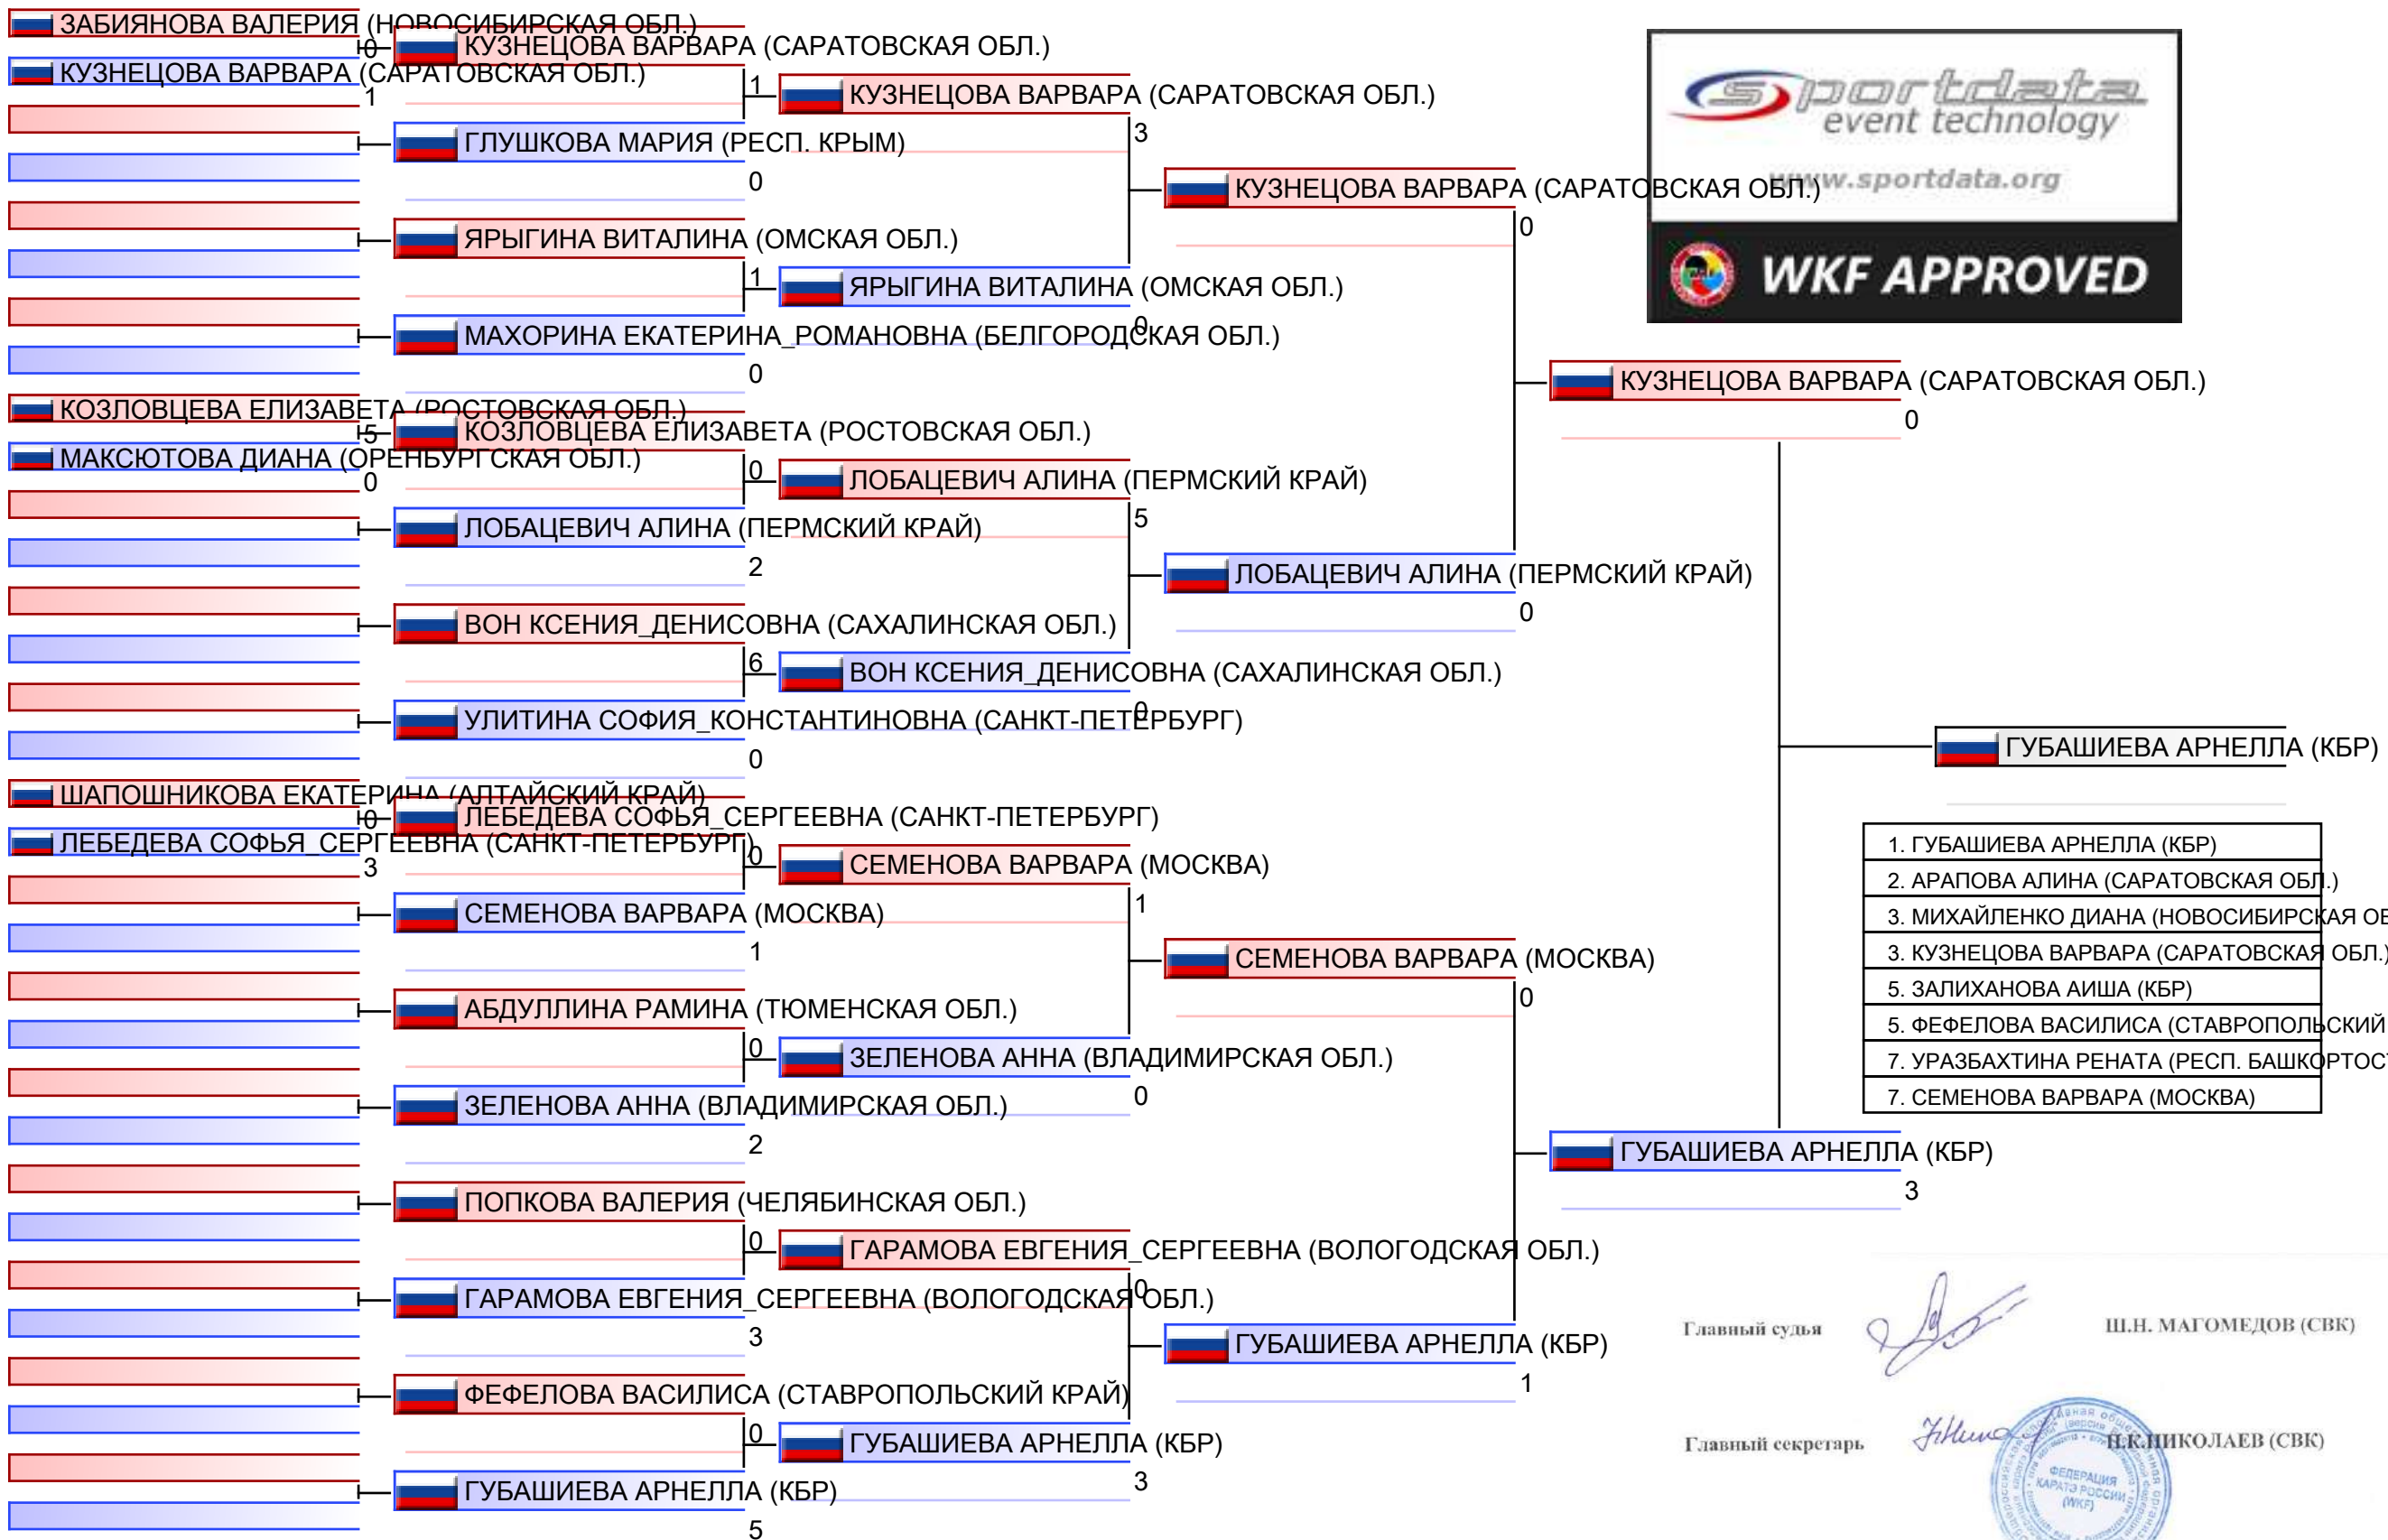 ЗАБИЯНОВА ВАЛЕРИЯ (НОВОСИБИРСКАЯ ОБЛ.)
0
КУЗНЕЦОВА ВАРВАРА (САРАТОВСКАЯ ОБЛ.)
1
КОЗЛОВЦЕВА ЕЛИЗАВЕТА (РОСТОВСКАЯ ОБЛ.)
5
МАКСЮТОВА ДИАНА (ОРЕНБУРГСКАЯ ОБЛ.)
0
ШАПОШНИКОВА ЕКАТЕРИНА (АЛТАЙСКИЙ КРАЙ)
0
ЛЕБЕДЕВА СОФЬЯ_СЕРГЕЕВНА (САНКТ-ПЕТЕРБУРГ)
3
КУЗНЕЦОВА ВАРВАРА (САРАТОВСКАЯ ОБЛ.)
1
ГЛУШКОВА МАРИЯ (РЕСП. КРЫМ)
0
ЯРЫГИНА ВИТАЛИНА (ОМСКАЯ ОБЛ.)
1
МАХОРИНА ЕКАТЕРИНА_РОМАНОВНА (БЕЛГОРОДСКАЯ ОБЛ.)
0
КОЗЛОВЦЕВА ЕЛИЗАВЕТА (РОСТОВСКАЯ ОБЛ.)
0
ЛОБАЦЕВИЧ АЛИНА (ПЕРМСКИЙ КРАЙ)
2
ВОН КСЕНИЯ_ДЕНИСОВНА (САХАЛИНСКАЯ ОБЛ.)
6
УЛИТИНА СОФИЯ_КОНСТАНТИНОВНА (САНКТ-ПЕТЕРБУРГ)
0
ЛЕБЕДЕВА СОФЬЯ_СЕРГЕЕВНА (САНКТ-ПЕТЕРБУРГ)
0
СЕМЕНОВА ВАРВАРА (МОСКВА)
1
АБДУЛЛИНА РАМИНА (ТЮМЕНСКАЯ ОБЛ.)
0
ЗЕЛЕНОВА АННА (ВЛАДИМИРСКАЯ ОБЛ.)
2
ПОПКОВА ВАЛЕРИЯ (ЧЕЛЯБИНСКАЯ ОБЛ.)
0
ГАРАМОВА ЕВГЕНИЯ_СЕРГЕЕВНА (ВОЛОГОДСКАЯ ОБЛ.)
3
ФЕФЕЛОВА ВАСИЛИСА (СТАВРОПОЛЬСКИЙ КРАЙ)
0
ГУБАШИЕВА АРНЕЛЛА (КБР)
5
КУЗНЕЦОВА ВАРВАРА (САРАТОВСКАЯ ОБЛ.)
3
ЯРЫГИНА ВИТАЛИНА (ОМСКАЯ ОБЛ.)
0
ЛОБАЦЕВИЧ АЛИНА (ПЕРМСКИЙ КРАЙ)
5
ВОН КСЕНИЯ_ДЕНИСОВНА (САХАЛИНСКАЯ ОБЛ.)
0
СЕМЕНОВА ВАРВАРА (МОСКВА)
1
ЗЕЛЕНОВА АННА (ВЛАДИМИРСКАЯ ОБЛ.)
0
ГАРАМОВА ЕВГЕНИЯ_СЕРГЕЕВНА (ВОЛОГОДСКАЯ ОБЛ.)
0
ГУБАШИЕВА АРНЕЛЛА (КБР)
3
КУЗНЕЦОВА ВАРВАРА (САРАТОВСКАЯ ОБЛ.)
0
ЛОБАЦЕВИЧ АЛИНА (ПЕРМСКИЙ КРАЙ)
0
СЕМЕНОВА ВАРВАРА (МОСКВА)
0
ГУБАШИЕВА АРНЕЛЛА (КБР)
1
КУЗНЕЦОВА ВАРВАРА (САРАТОВСКАЯ ОБЛ.)
0
ГУБАШИЕВА АРНЕЛЛА (КБР)
3
ГУБАШИЕВА АРНЕЛЛА (КБР)
sportdata
event technology
www.sportdata.org
WKF APPROVED
1. ГУБАШИЕВА АРНЕЛЛА (КБР)
2. АРАПОВА АЛИНА (САРАТОВСКАЯ ОБЛ.)
3. МИХАЙЛЕНКО ДИАНА (НОВОСИБИРСКАЯ ОБ
3. КУЗНЕЦОВА ВАРВАРА (САРАТОВСКАЯ ОБЛ.)
5. ЗАЛИХАНОВА АИША (КБР)
5. ФЕФЕЛОВА ВАСИЛИСА (СТАВРОПОЛЬСКИЙ
7. УРАЗБАХТИНА РЕНАТА (РЕСП. БАШКОРТОСТ
7. СЕМЕНОВА ВАРВАРА (МОСКВА)
Главный судья Ш.Н. МАГОМЕДОВ (СВК)
Главный секретарь П.К.НИКОЛАЕВ (СВК)
ФЕДЕРАЦИЯ
КАРАТЭ РОССИИ
(WKF)